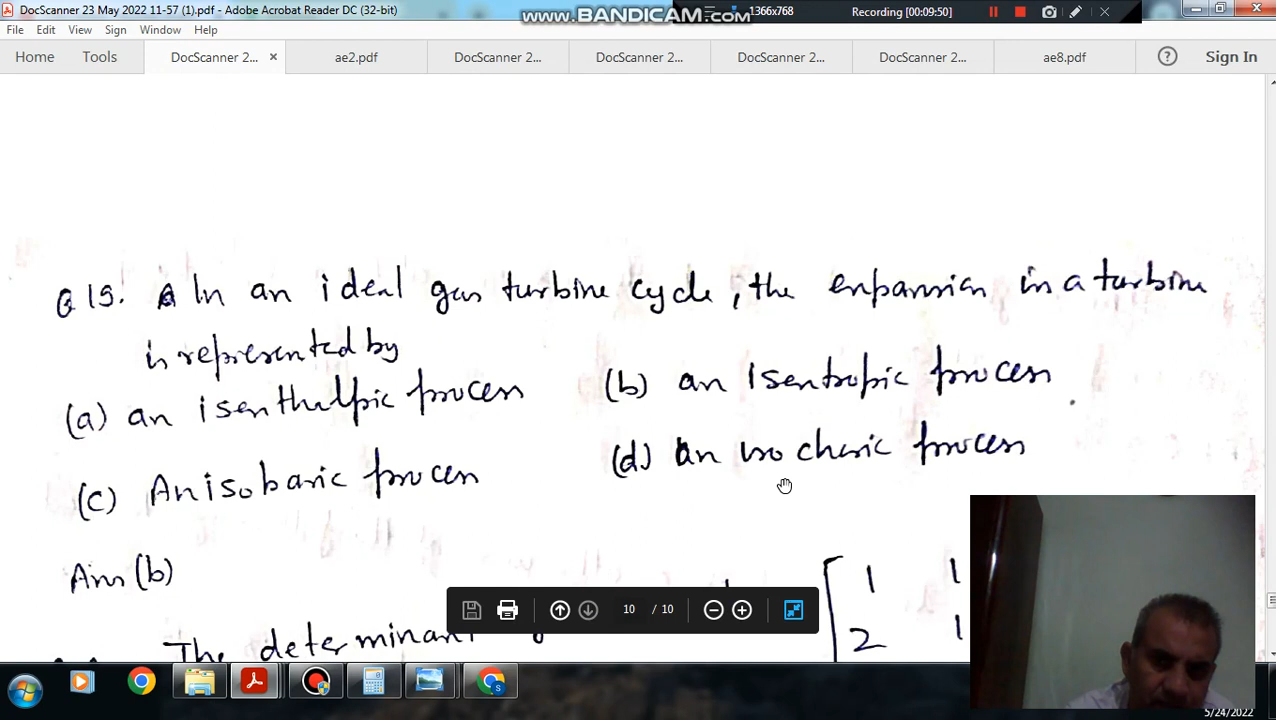 DocScanner 23 May 2022 11-57 (1).pdf - Adobe Acrobat Reader DC (32-bit)
www.BANDICAM.com
1366x768
Recording [00:09:50]
File Edit View Sign Window Help
Home Tools DocScanner 2... × ae2.pdf DocScanner 2... DocScanner 2... DocScanner 2... DocScanner 2... ae8.pdf Sign In
Q19. In an ideal gas turbine cycle, the expansion in a turbine
is represented by
(a) an isenthalpic process (b) an isentropic process
(c) An isobaric process (d) An isochoric process
Ans (b)
1 1
10 / 10
The determinant
2 1
5/24/2022